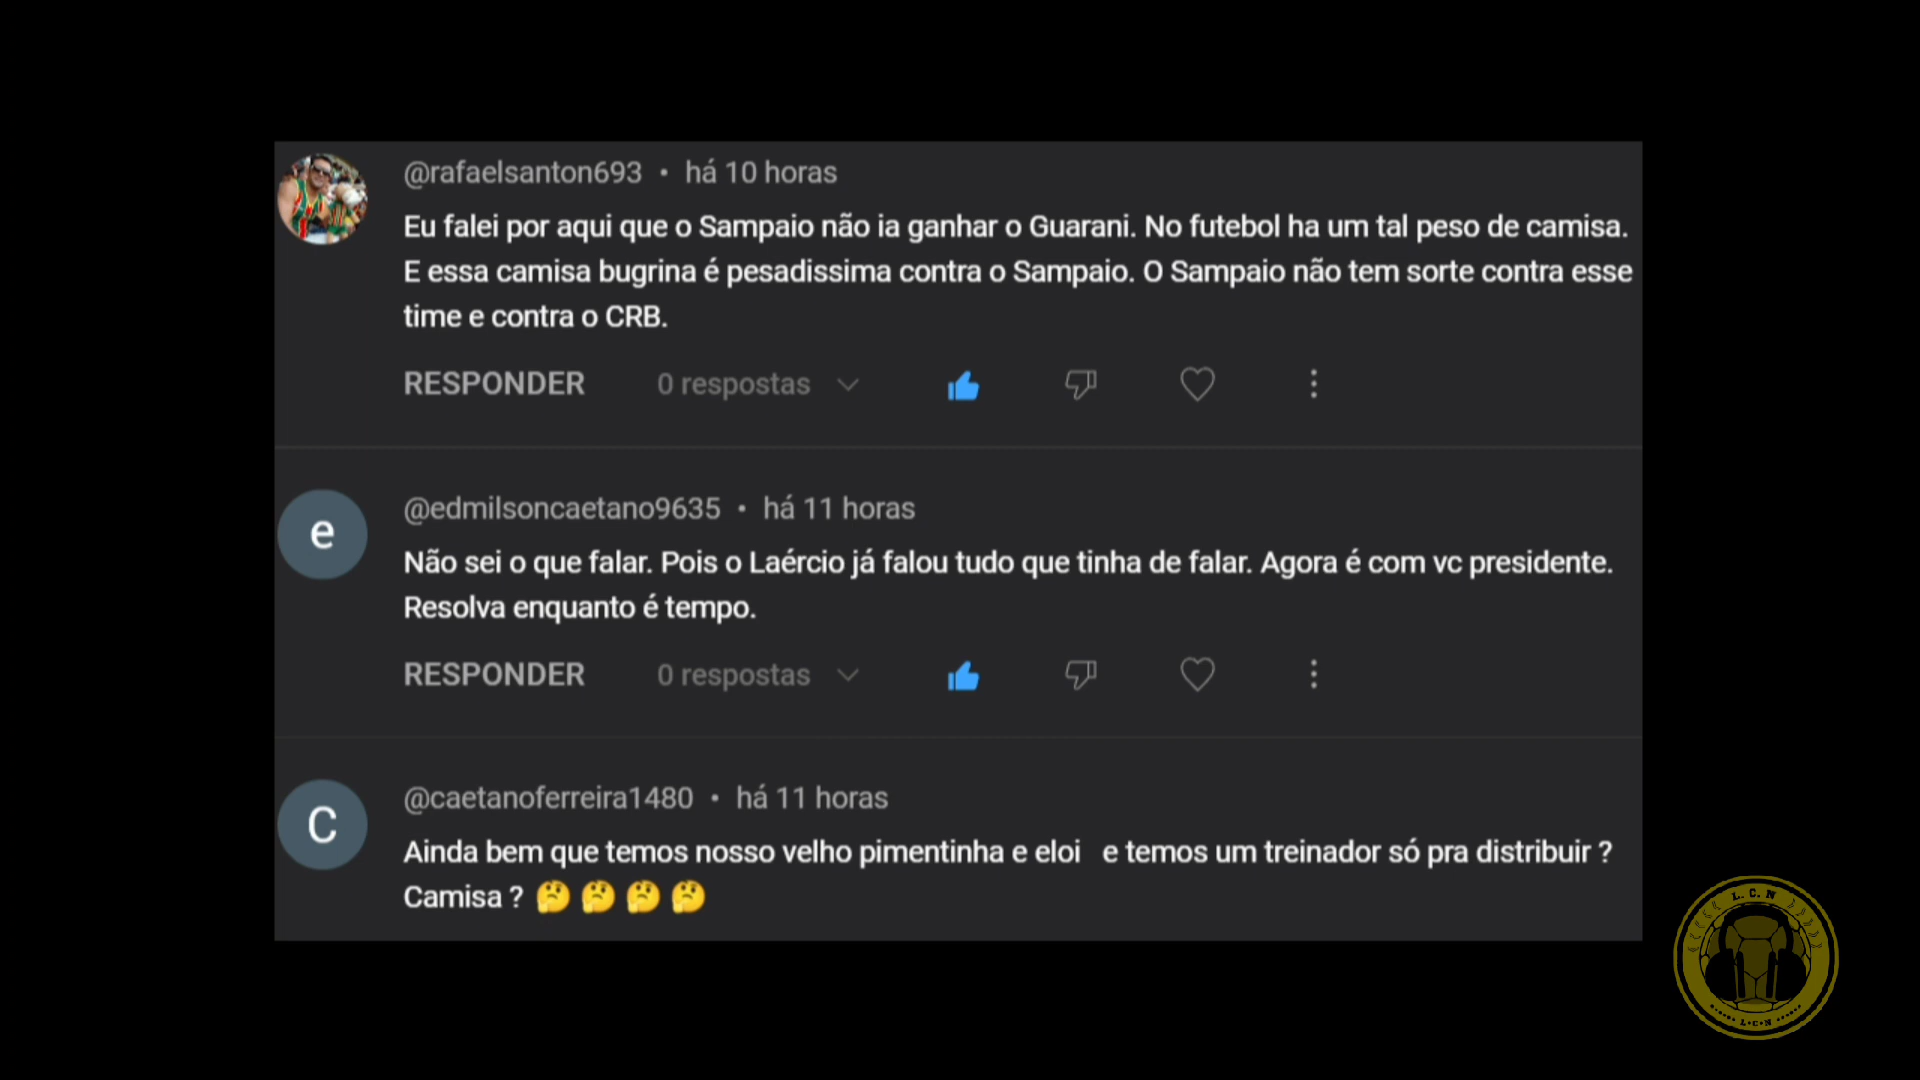 @rafaelsanton693 • há 10 horas
Eu falei por aqui que o Sampaio não ia ganhar o Guarani. No futebol ha um tal peso de camisa.
E essa camisa bugrina é pesadissima contra o Sampaio. O Sampaio não tem sorte contra esse
time e contra o CRB.
RESPONDER 0 respostas
e
@edmilsoncaetano9635 • há 11 horas
Não sei o que falar. Pois o Laércio já falou tudo que tinha de falar. Agora é com vc presidente.
Resolva enquanto é tempo.
RESPONDER 0 respostas
C
@caetanoferreira1480 • há 11 horas
Ainda bem que temos nosso velho pimentinha e eloi e temos um treinador só pra distribuir ?
Camisa ? 🤔🤔🤔🤔
L. C. N
L•C•N